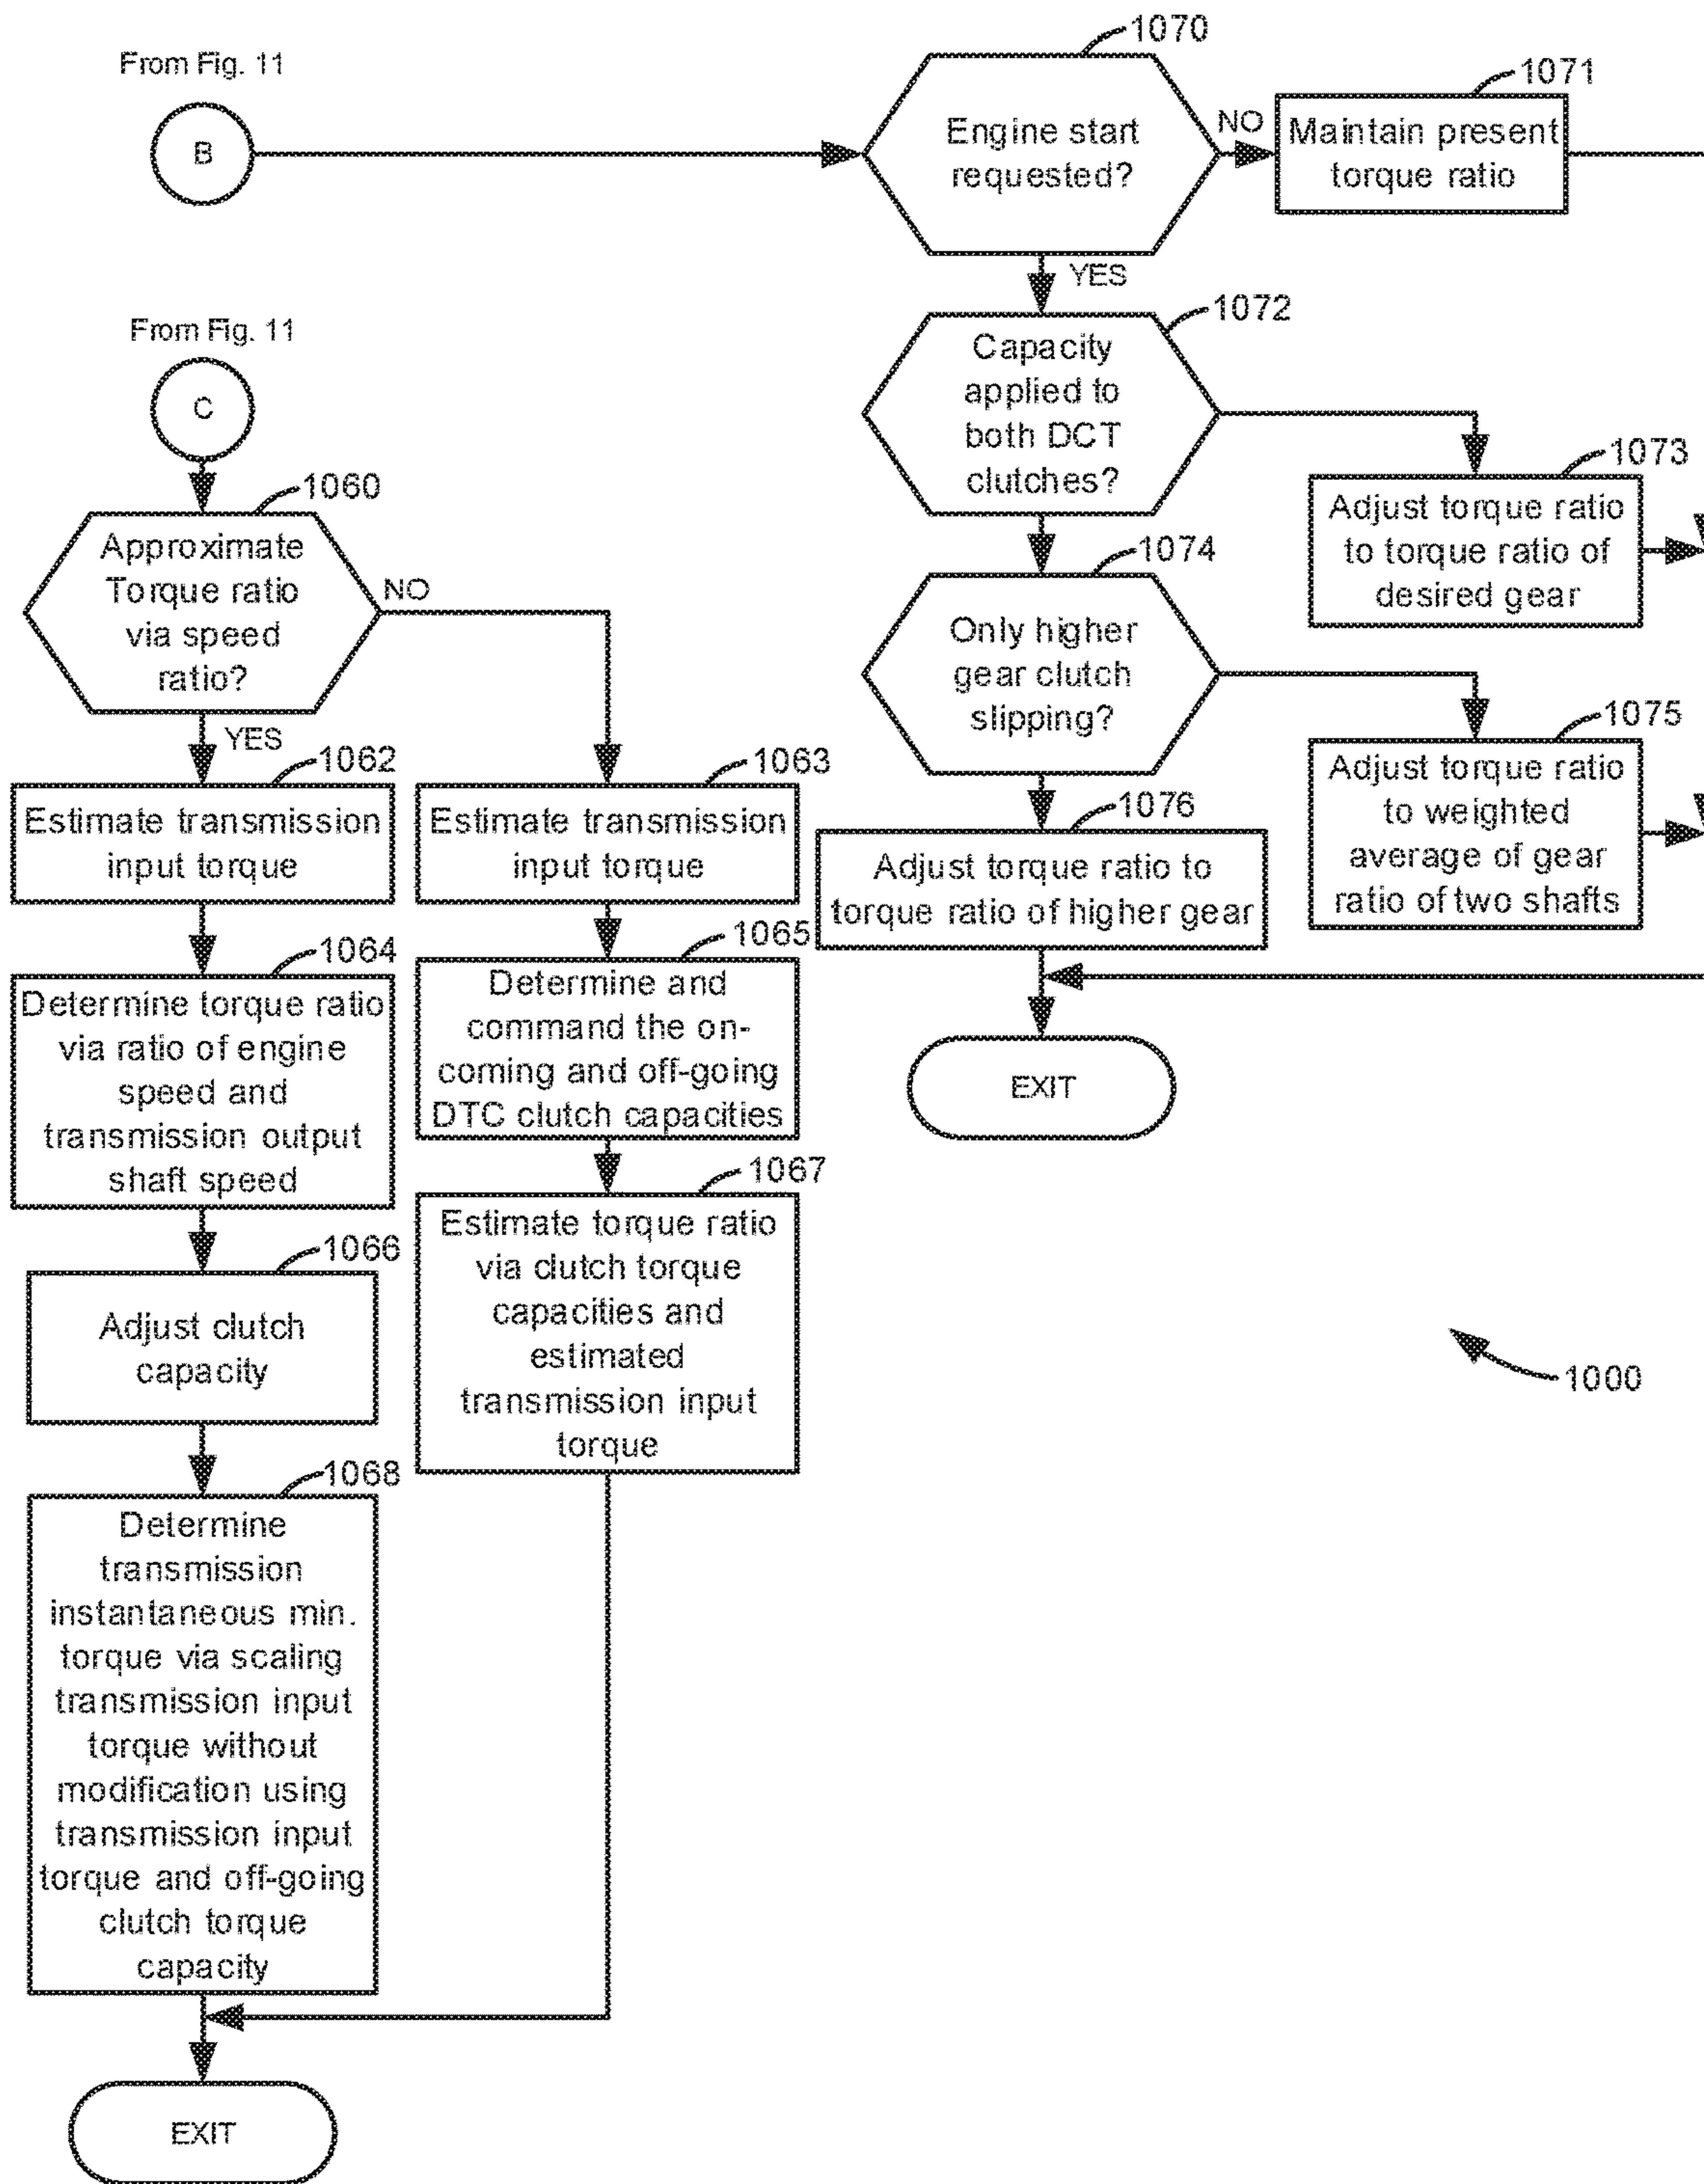 From Fig. 11
B
1070
Engine start
requested?
NO
1071
Maintain present
torque ratio
YES
1072
Capacity
applied to
both DCT
clutches?
1073
Adjust torque ratio
to torque ratio of
desired gear
1074
Only higher
gear clutch
slipping?
1075
Adjust torque ratio
to weighted
average of gear
ratio of two shafts
1076
Adjust torque ratio to
torque ratio of higher gear
EXIT
From Fig. 11
C
1060
Approximate
Torque ratio
via speed
ratio?
NO
YES
1062
Estimate transmission
input torque
1063
Estimate transmission
input torque
1064
Determine torque ratio
via ratio of engine
speed and
transmission output
shaft speed
1065
Determine and
command the on-
coming and off-going
DTC clutch capacities
1066
Adjust clutch
capacity
1067
Estimate torque ratio
via clutch torque
capacities and
estimated
transmission input
torque
1068
Determine
transmission
instantaneous min.
torque via scaling
transmission input
torque without
modification using
transmission input
torque and off-going
clutch torque
capacity
EXIT
1000